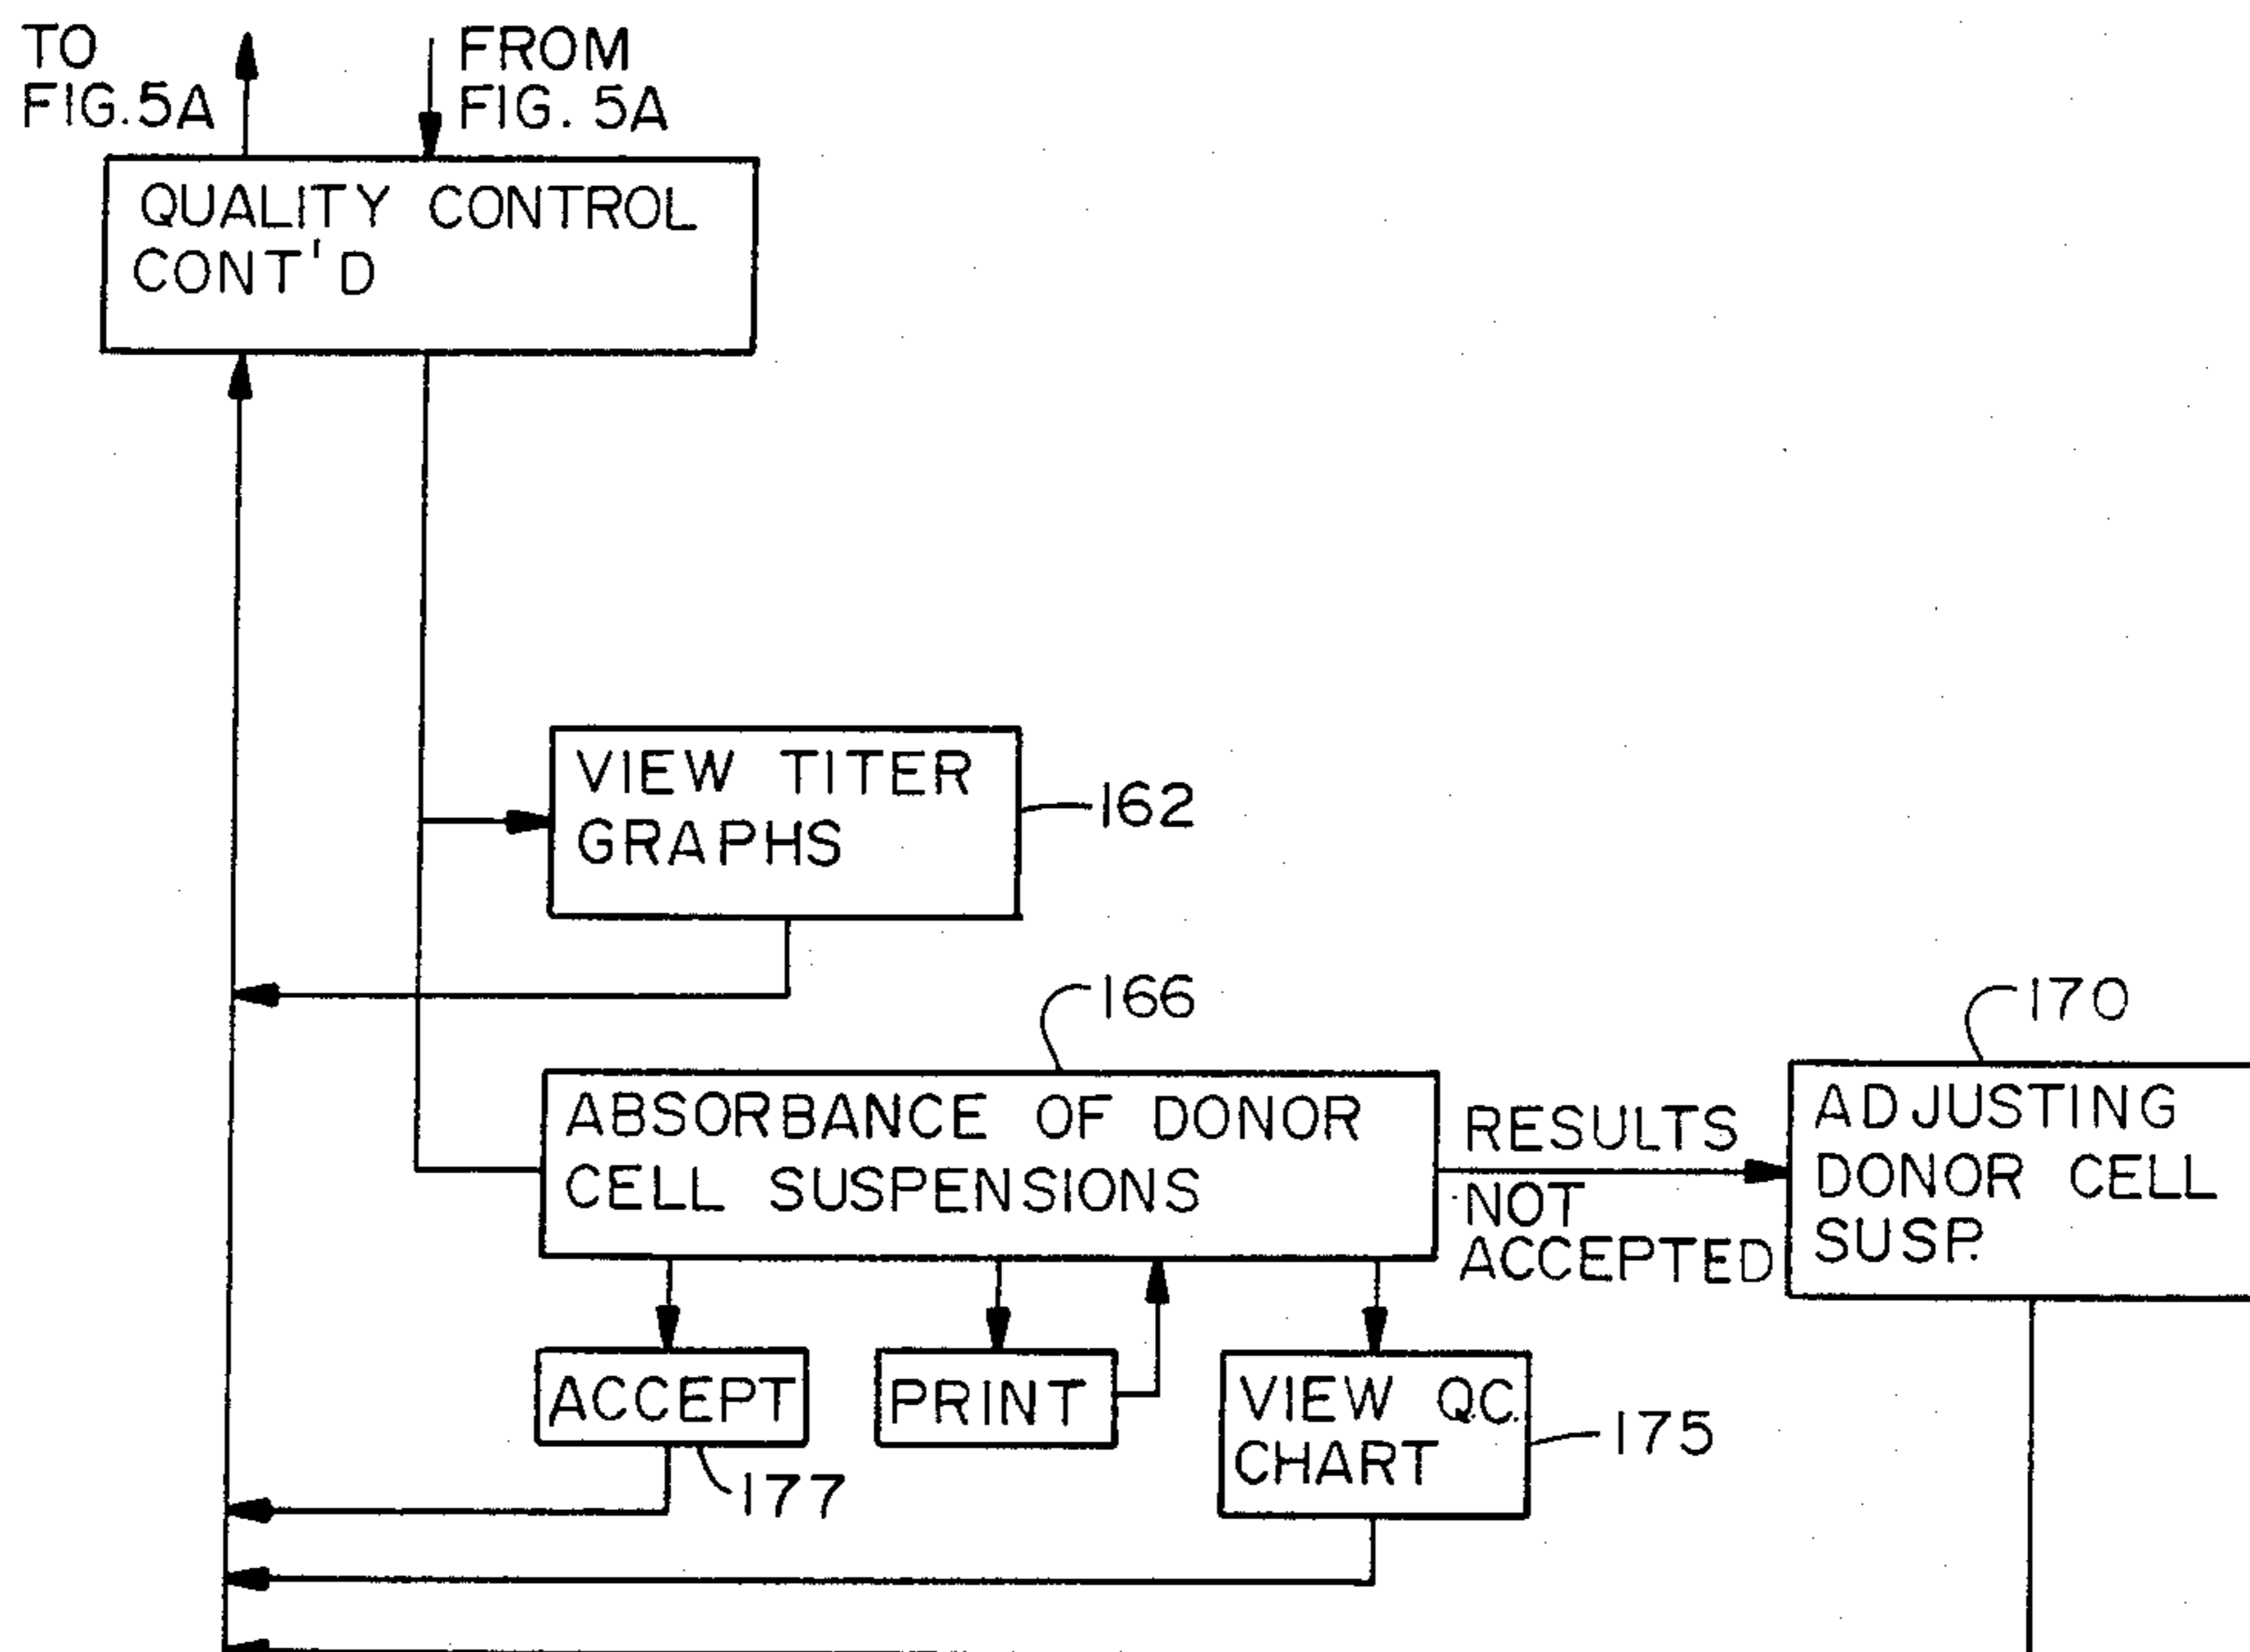 TO
FIG.5A
FROM
FIG. 5A
QUALITY CONTROL
CONT'D
VIEW TITER
GRAPHS
162
166
170
ABSORBANCE OF DONOR
CELL SUSPENSIONS
RESULTS
NOT
ACCEPTED
ADJUSTING
DONOR CELL
SUSP.
ACCEPT
PRINT
VIEW Q.C.
CHART
175
177